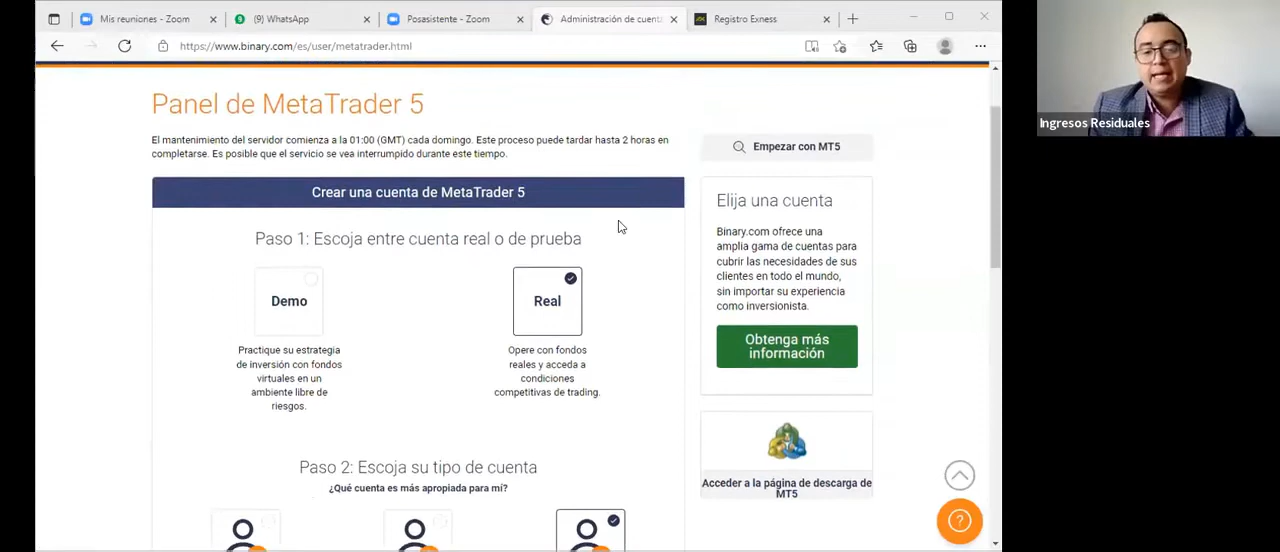 Mis reuniones - Zoom
(9) WhatsApp
Posasistente - Zoom
Administración de cuenta
Registro Exness
https://www.binary.com/es/user/metatrader.html
Panel de MetaTrader 5
El mantenimiento del servidor comienza a la 01:00 (GMT) cada domingo. Este proceso puede tardar hasta 2 horas en
completarse. Es posible que el servicio se vea interrumpido durante este tiempo.
Crear una cuenta de MetaTrader 5
Paso 1: Escoja entre cuenta real o de prueba
Demo
Real
Practique su estrategia
de inversión con fondos
virtuales en un
ambiente libre de
riesgos.
Opere con fondos
reales y acceda a
condiciones
competitivas de trading.
Paso 2: Escoja su tipo de cuenta
¿Qué cuenta es más apropiada para mí?
Empezar con MT5
Elija una cuenta
Binary.com ofrece una
amplia gama de cuentas para
cubrir las necesidades de sus
clientes en todo el mundo,
sin importar su experiencia
como inversionista.
Obtenga más
información
Acceder a la página de descarga de
MT5
?
Ingresos Residuales